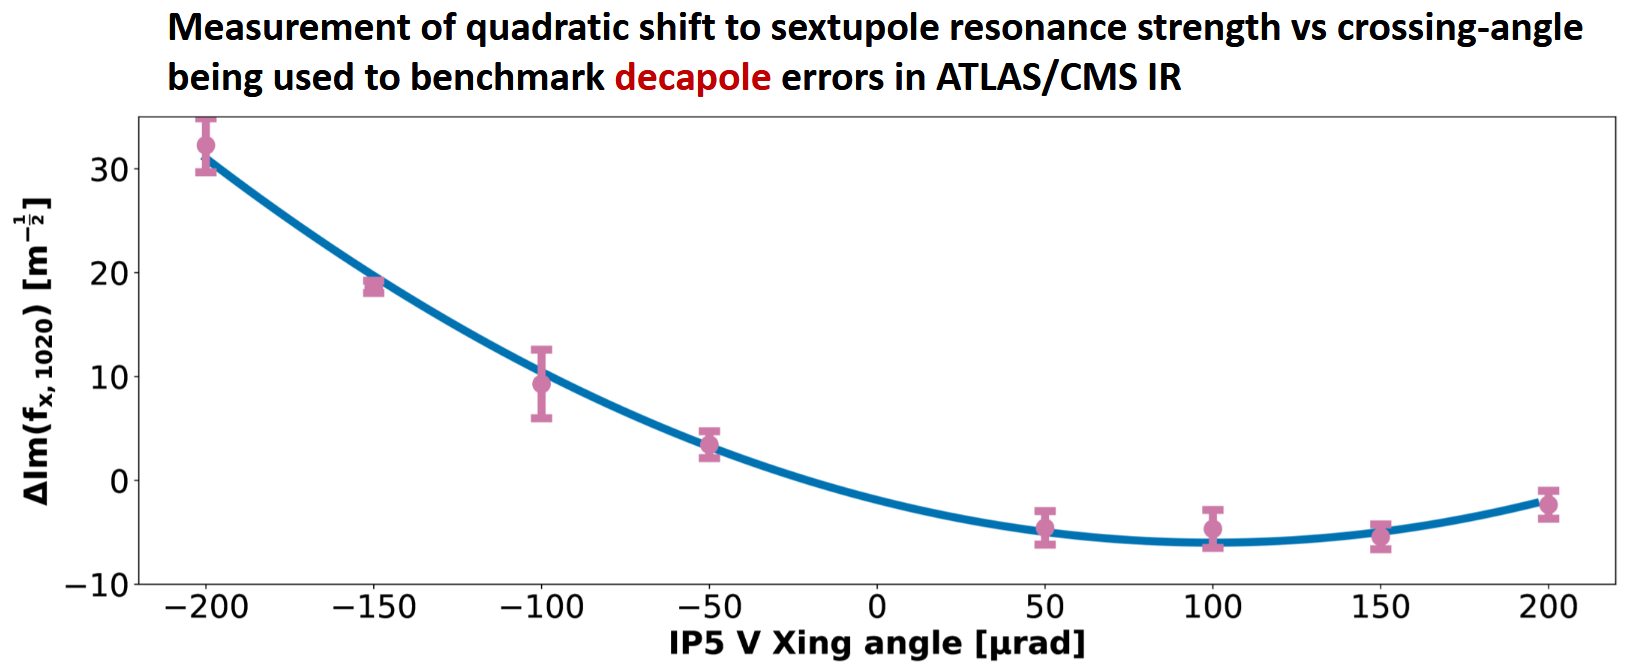 Measurement of quadratic shift to sextupole resonance strength vs crossing-angle
being used to benchmark decapole errors in ATLAS/CMS IR
30
20
10
0
−10
ΔIm(f_x, 1020) [m^{-\frac{1}{2}}]
−200 −150 −100 −50 0 50 100 150 200
IP5 V Xing angle [μrad]